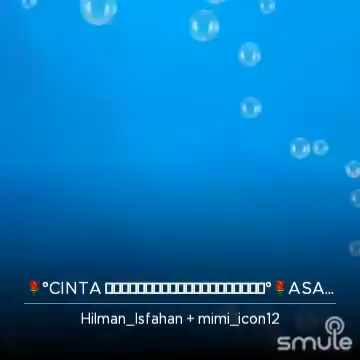 🌹°CINTA ▯▯▯▯▯▯▯▯▯▯▯▯▯▯▯▯▯▯▯▯°🌹ASA...
Hilman_Isfahan + mimi_icon12
smule